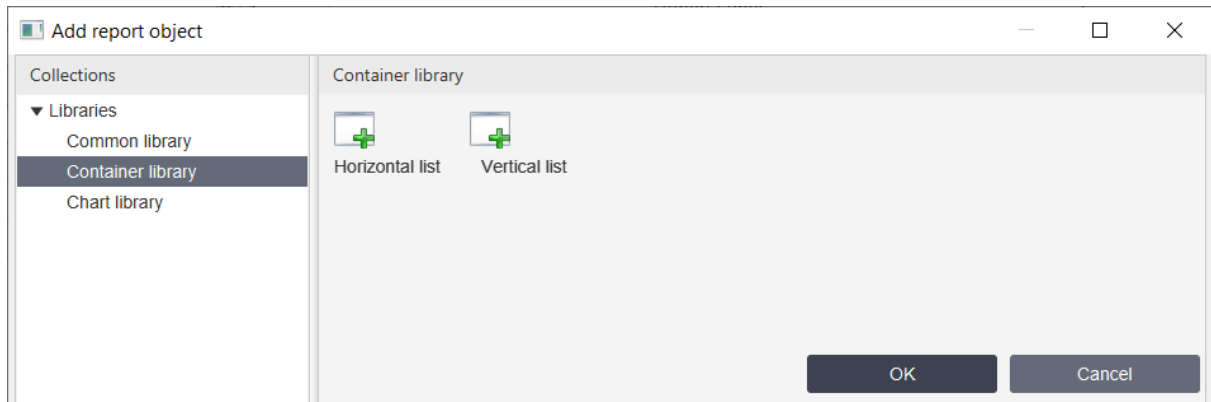 Add report object
Collections
Container library
Libraries
Common library
Container library
Chart library
Horizontal list
Vertical list
OK
Cancel